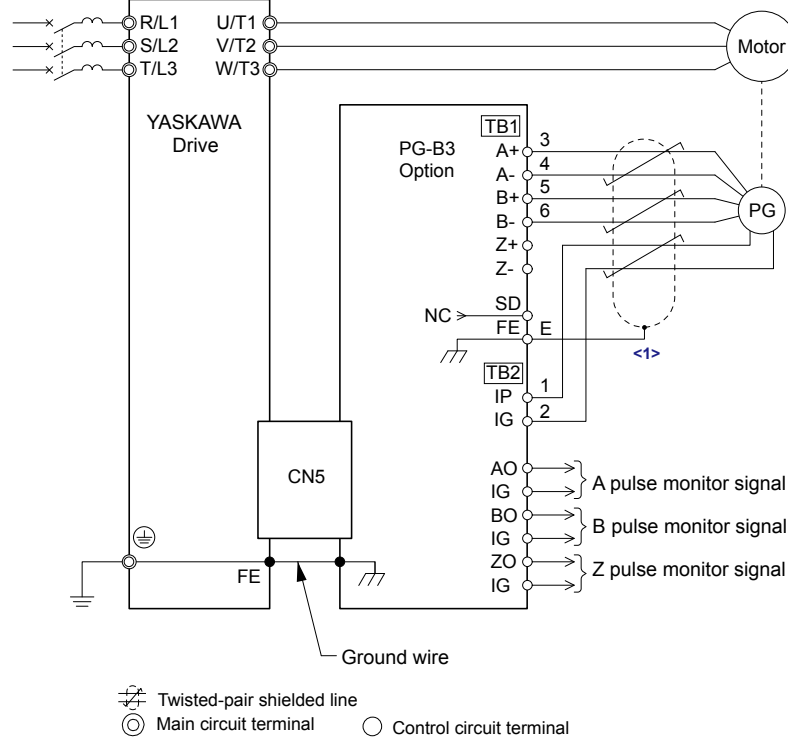 R/L1 U/T1
S/L2 V/T2
T/L3 W/T3
Motor
YASKAWA
Drive
PG-B3
Option
TB1
A+ 3
A- 4
B+ 5
B- 6
Z+
Z-
PG
NC SD
FE E
<1>
TB2
IP 1
IG 2
CN5
AO
IG
A pulse monitor signal
BO
IG
B pulse monitor signal
ZO
IG
Z pulse monitor signal
FE
Ground wire
Twisted-pair shielded line
Main circuit terminal
Control circuit terminal